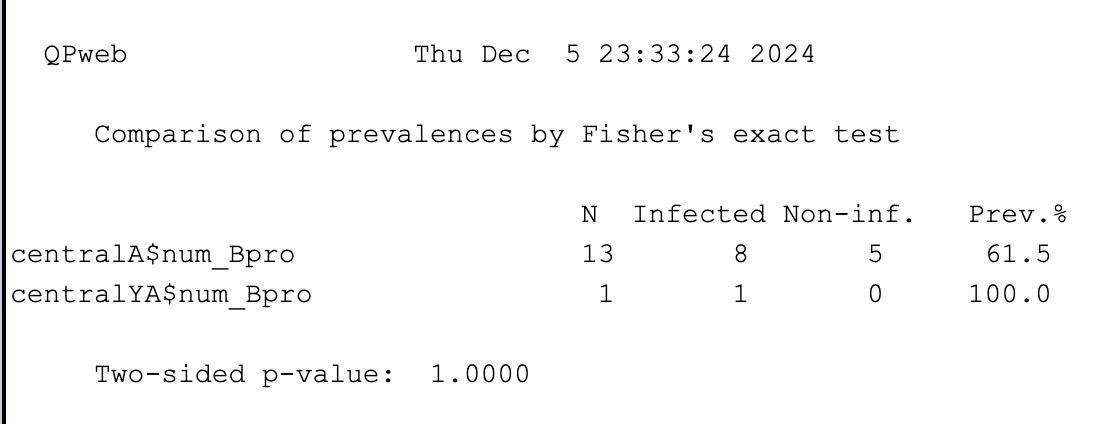 QPweb Thu Dec  5 23:33:24 2024
Comparison of prevalences by Fisher's exact test
N Infected Non-inf. Prev.%
centralA$num_Bpro 13 8 5 61.5
centralYA$num_Bpro 1 1 0 100.0
Two-sided p-value:  1.0000